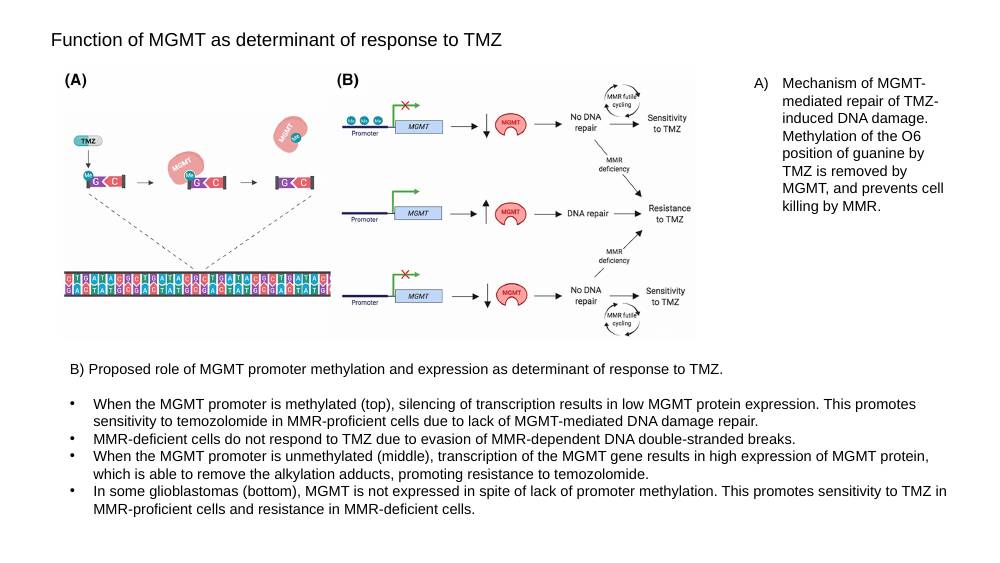 Function of MGMT as determinant of response to TMZ
(A)
TMZ
Me
G C
MGMT
Me
G C
MGMT
Me
G C
C T G A T A C G C T G A T A C G C T G A T A C G C T G A T A C
G A C T A T G C G A C T A T G C G A C T A T G C G A C T A T G
(B)
Me Me Me
Promoter
MGMT
MGMT
No DNA
repair
MMR futile
cycling
Sensitivity
to TMZ
MMR
deficiency
Promoter
MGMT
MGMT
DNA repair
Resistance
to TMZ
MMR
deficiency
Promoter
MGMT
MGMT
No DNA
repair
Sensitivity
to TMZ
MMR futile
cycling
A) Mechanism of MGMT-
mediated repair of TMZ-
induced DNA damage.
Methylation of the O6
position of guanine by
TMZ is removed by
MGMT, and prevents cell
killing by MMR.
B) Proposed role of MGMT promoter methylation and expression as determinant of response to TMZ.
• When the MGMT promoter is methylated (top), silencing of transcription results in low MGMT protein expression. This promotes
sensitivity to temozolomide in MMR-proficient cells due to lack of MGMT-mediated DNA damage repair.
• MMR-deficient cells do not respond to TMZ due to evasion of MMR-dependent DNA double-stranded breaks.
• When the MGMT promoter is unmethylated (middle), transcription of the MGMT gene results in high expression of MGMT protein,
which is able to remove the alkylation adducts, promoting resistance to temozolomide.
• In some glioblastomas (bottom), MGMT is not expressed in spite of lack of promoter methylation. This promotes sensitivity to TMZ in
MMR-proficient cells and resistance in MMR-deficient cells.